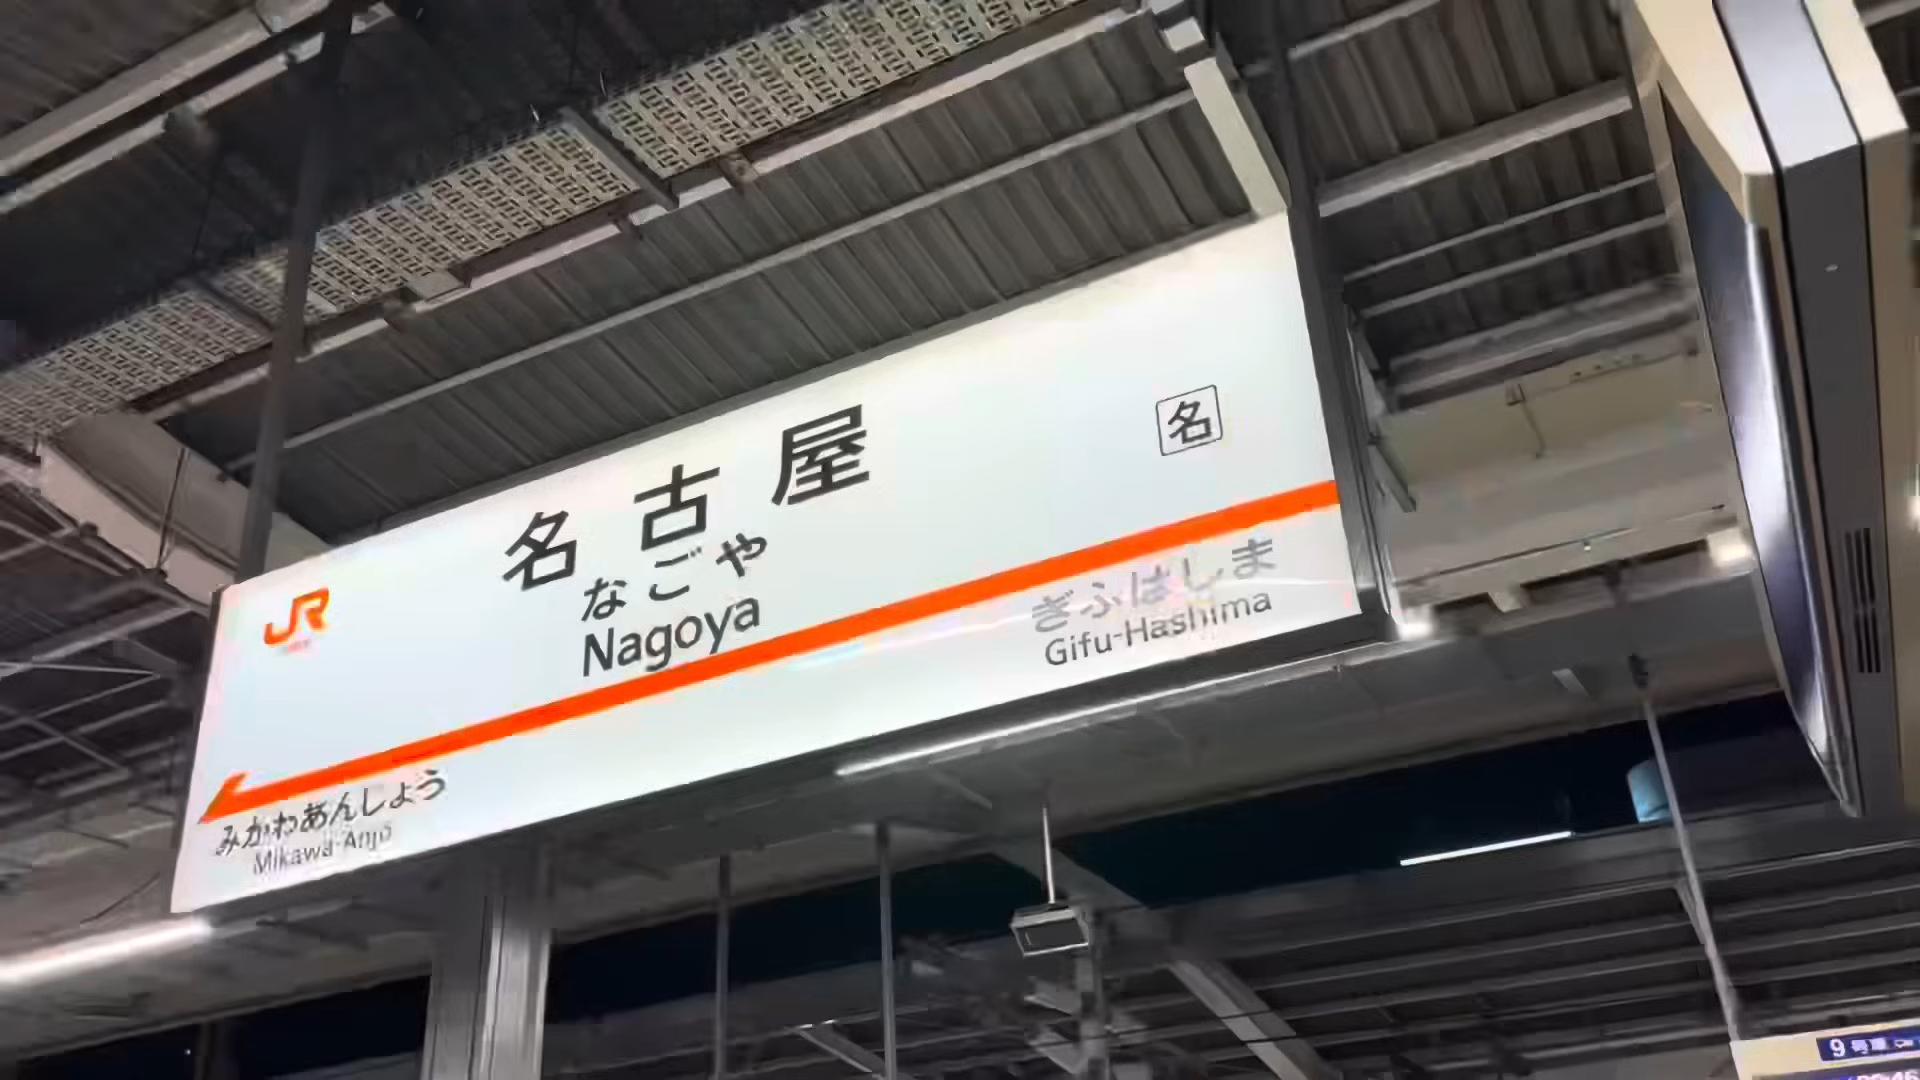 名古屋
名
なごや
Nagoya
JR
ぎふはしま
Gifu-Hashima
みかわあんじょう
Mikawa-Anjō
9号車